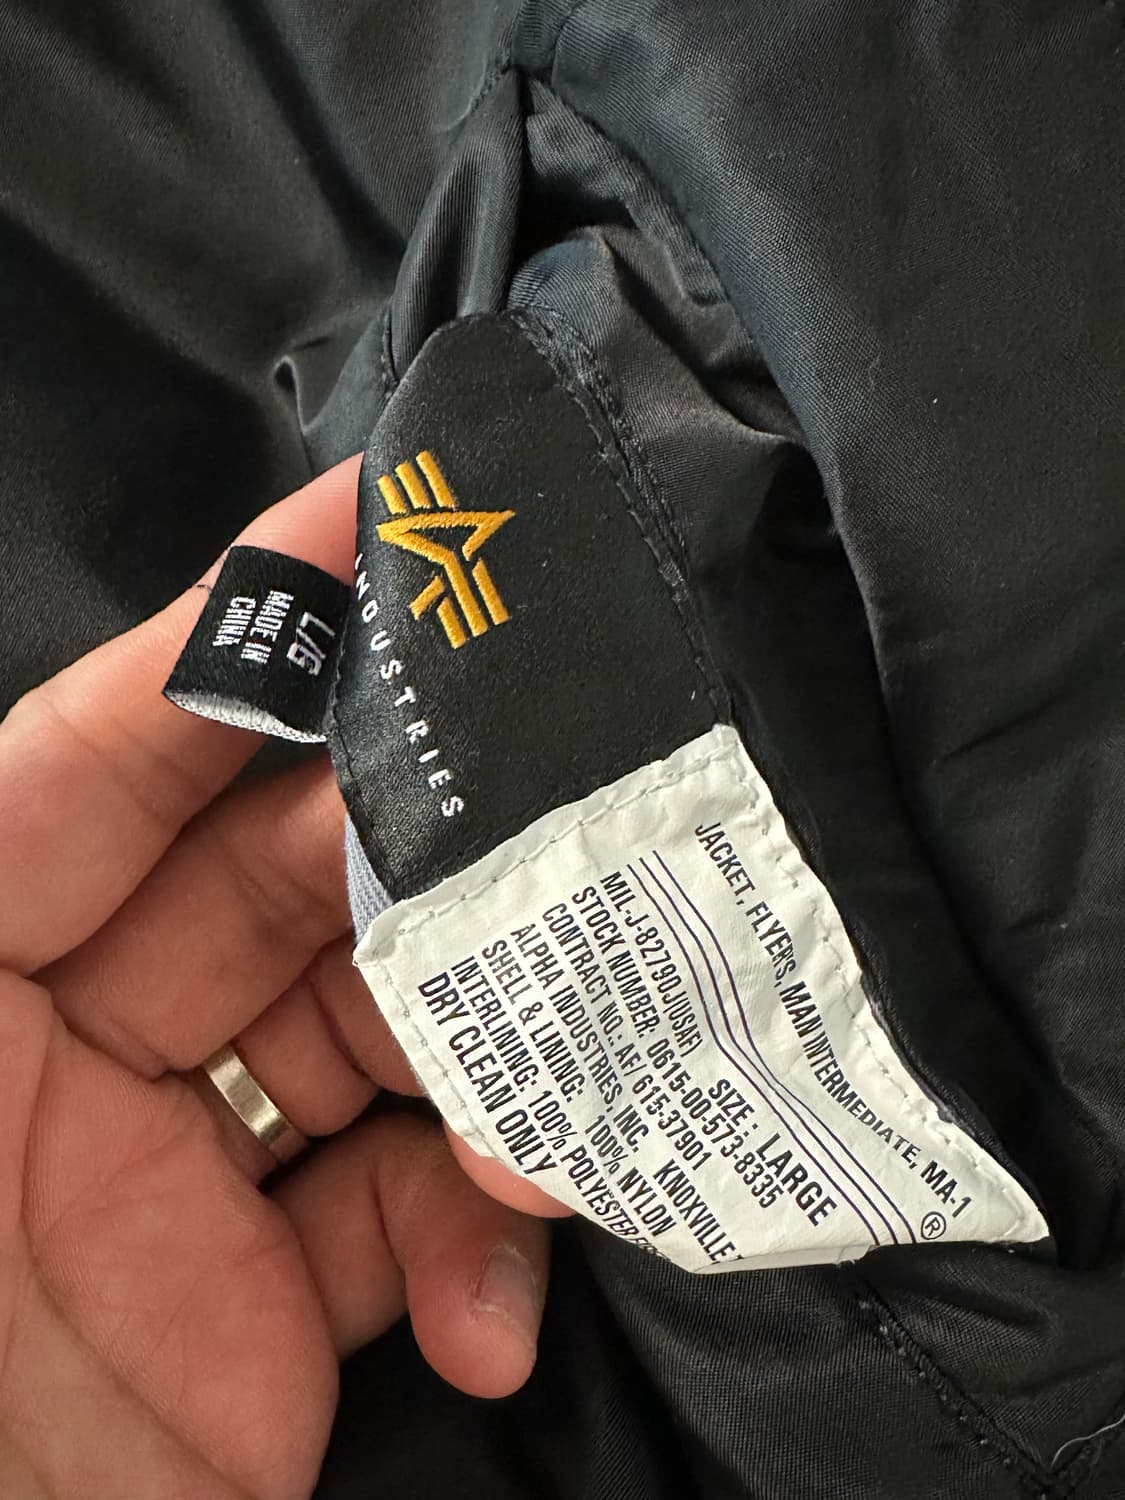 INDUSTRIES
L/G
MADE IN
CHINA
JACKET, FLYER'S, MAN INTERMEDIATE, MA-1
®
SIZE: LARGE
MIL-J-82790J(USAF)
STOCK NUMBER: 0615-00-573-8335
CONTRACT NO.: AF/ 615-37901
ALPHA INDUSTRIES, INC. KNOXVILLE
SHELL & LINING: 100% NYLON
INTERLINING: 100% POLYESTER
DRY CLEAN ONLY